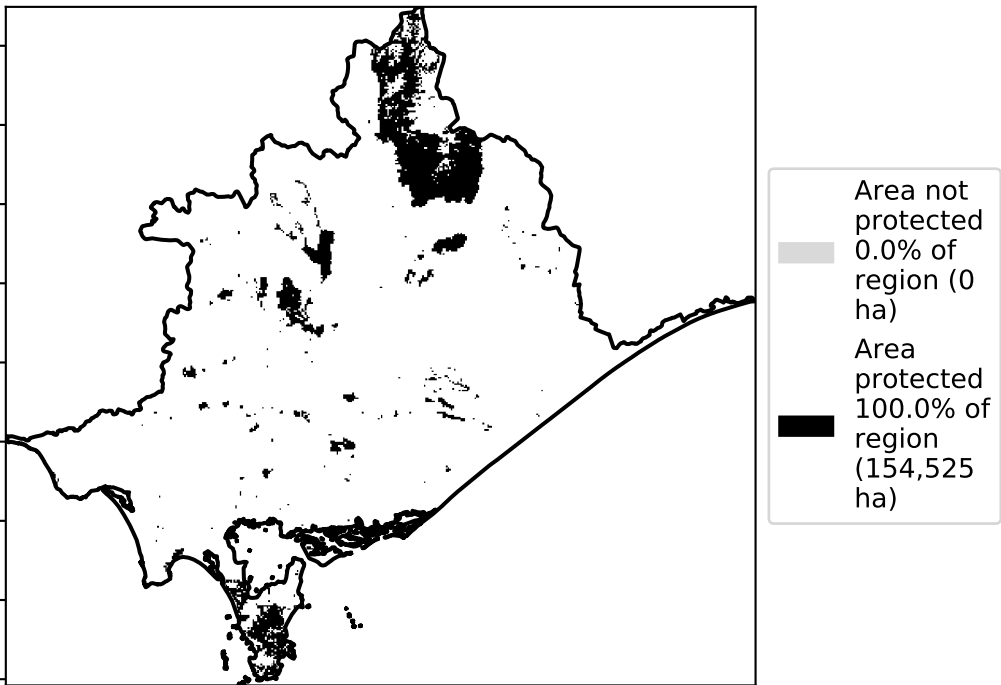 Area not
protected
0.0% of
region (0
ha)
Area
protected
100.0% of
region
(154,525
ha)